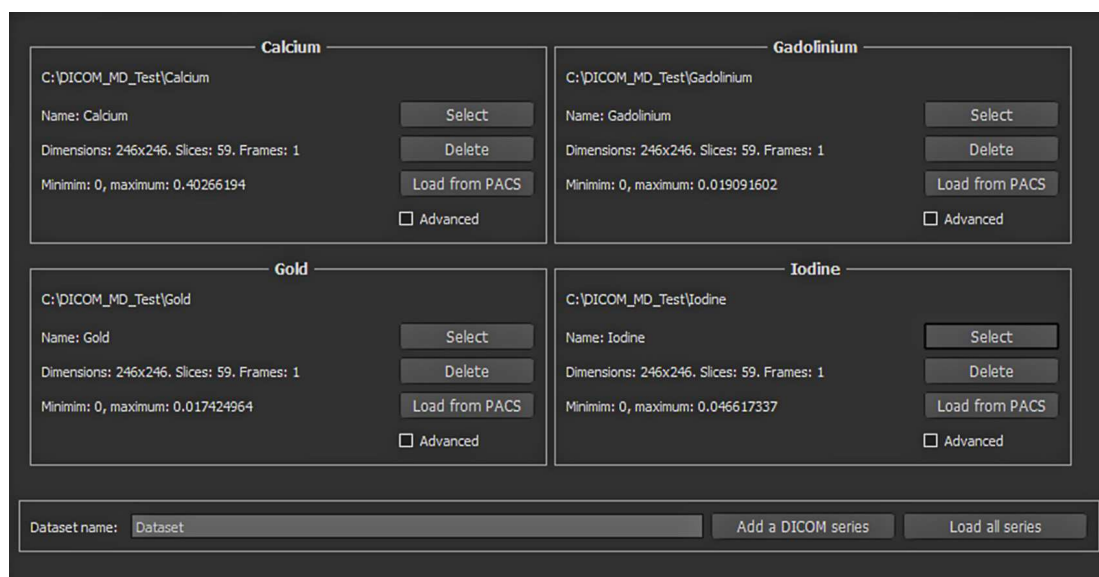 Calcium
C:\DICOM_MD_Test\Calcium
Name: Calcium
Select
Dimensions: 246x246. Slices: 59. Frames: 1
Delete
Minimim: 0, maximum: 0.40266194
Load from PACS
Advanced
Gadolinium
C:\DICOM_MD_Test\Gadolinium
Name: Gadolinium
Select
Dimensions: 246x246. Slices: 59. Frames: 1
Delete
Minimim: 0, maximum: 0.019091602
Load from PACS
Advanced
Gold
C:\DICOM_MD_Test\Gold
Name: Gold
Select
Dimensions: 246x246. Slices: 59. Frames: 1
Delete
Minimim: 0, maximum: 0.017424964
Load from PACS
Advanced
Iodine
C:\DICOM_MD_Test\Iodine
Name: Iodine
Select
Dimensions: 246x246. Slices: 59. Frames: 1
Delete
Minimim: 0, maximum: 0.046617337
Load from PACS
Advanced
Dataset name: Dataset
Add a DICOM series
Load all series